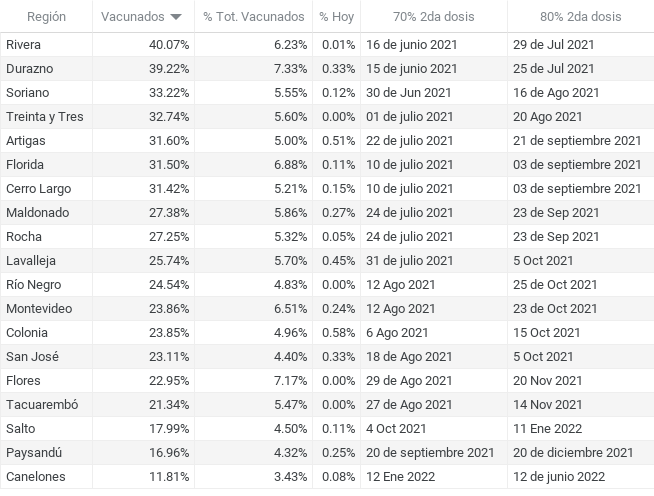 Región Vacunados % Tot. Vacunados % Hoy 70% 2da dosis 80% 2da dosis
Rivera 40.07% 6.23% 0.01% 16 de junio 2021 29 de Jul 2021
Durazno 39.22% 7.33% 0.33% 15 de junio 2021 25 de Jul 2021
Soriano 33.22% 5.55% 0.12% 30 de Jun 2021 16 de Ago 2021
Treinta y Tres 32.74% 5.60% 0.00% 01 de julio 2021 20 Ago 2021
Artigas 31.60% 5.00% 0.51% 22 de julio 2021 21 de septiembre 2021
Florida 31.50% 6.88% 0.11% 10 de julio 2021 03 de septiembre 2021
Cerro Largo 31.42% 5.21% 0.15% 10 de julio 2021 03 de septiembre 2021
Maldonado 27.38% 5.86% 0.27% 24 de julio 2021 23 de Sep 2021
Rocha 27.25% 5.32% 0.05% 24 de julio 2021 23 de Sep 2021
Lavalleja 25.74% 5.70% 0.45% 31 de julio 2021 5 Oct 2021
Río Negro 24.54% 4.83% 0.00% 12 Ago 2021 25 de Oct 2021
Montevideo 23.86% 6.51% 0.24% 12 Ago 2021 23 de Oct 2021
Colonia 23.85% 4.96% 0.58% 6 Ago 2021 15 Oct 2021
San José 23.11% 4.40% 0.33% 18 de Ago 2021 5 Oct 2021
Flores 22.95% 7.17% 0.00% 29 de Ago 2021 20 Nov 2021
Tacuarembó 21.34% 5.47% 0.00% 27 de Ago 2021 14 Nov 2021
Salto 17.99% 4.50% 0.11% 4 Oct 2021 11 Ene 2022
Paysandú 16.96% 4.32% 0.25% 20 de septiembre 2021 20 de diciembre 2021
Canelones 11.81% 3.43% 0.08% 12 Ene 2022 12 de junio 2022